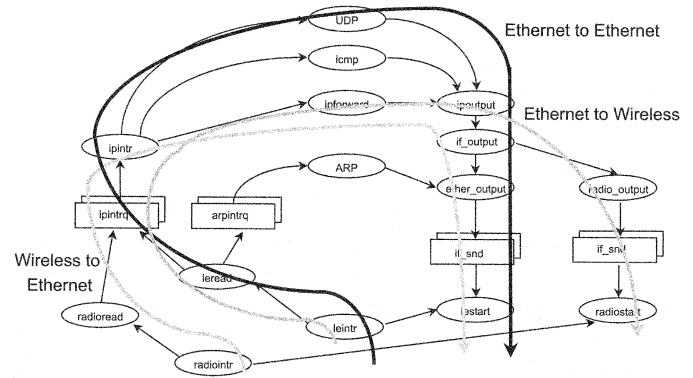 UDP
Ethernet to Ethernet
icmp
ipforward
ipoutput
Ethernet to Wireless
ipintr
if_output
ARP
ether_output
radio_output
ipintrq
arpintrq
if_snd
if_snd
Wireless to
Ethernet
leread
radioread
leintr
lestart
radiostart
radiointr